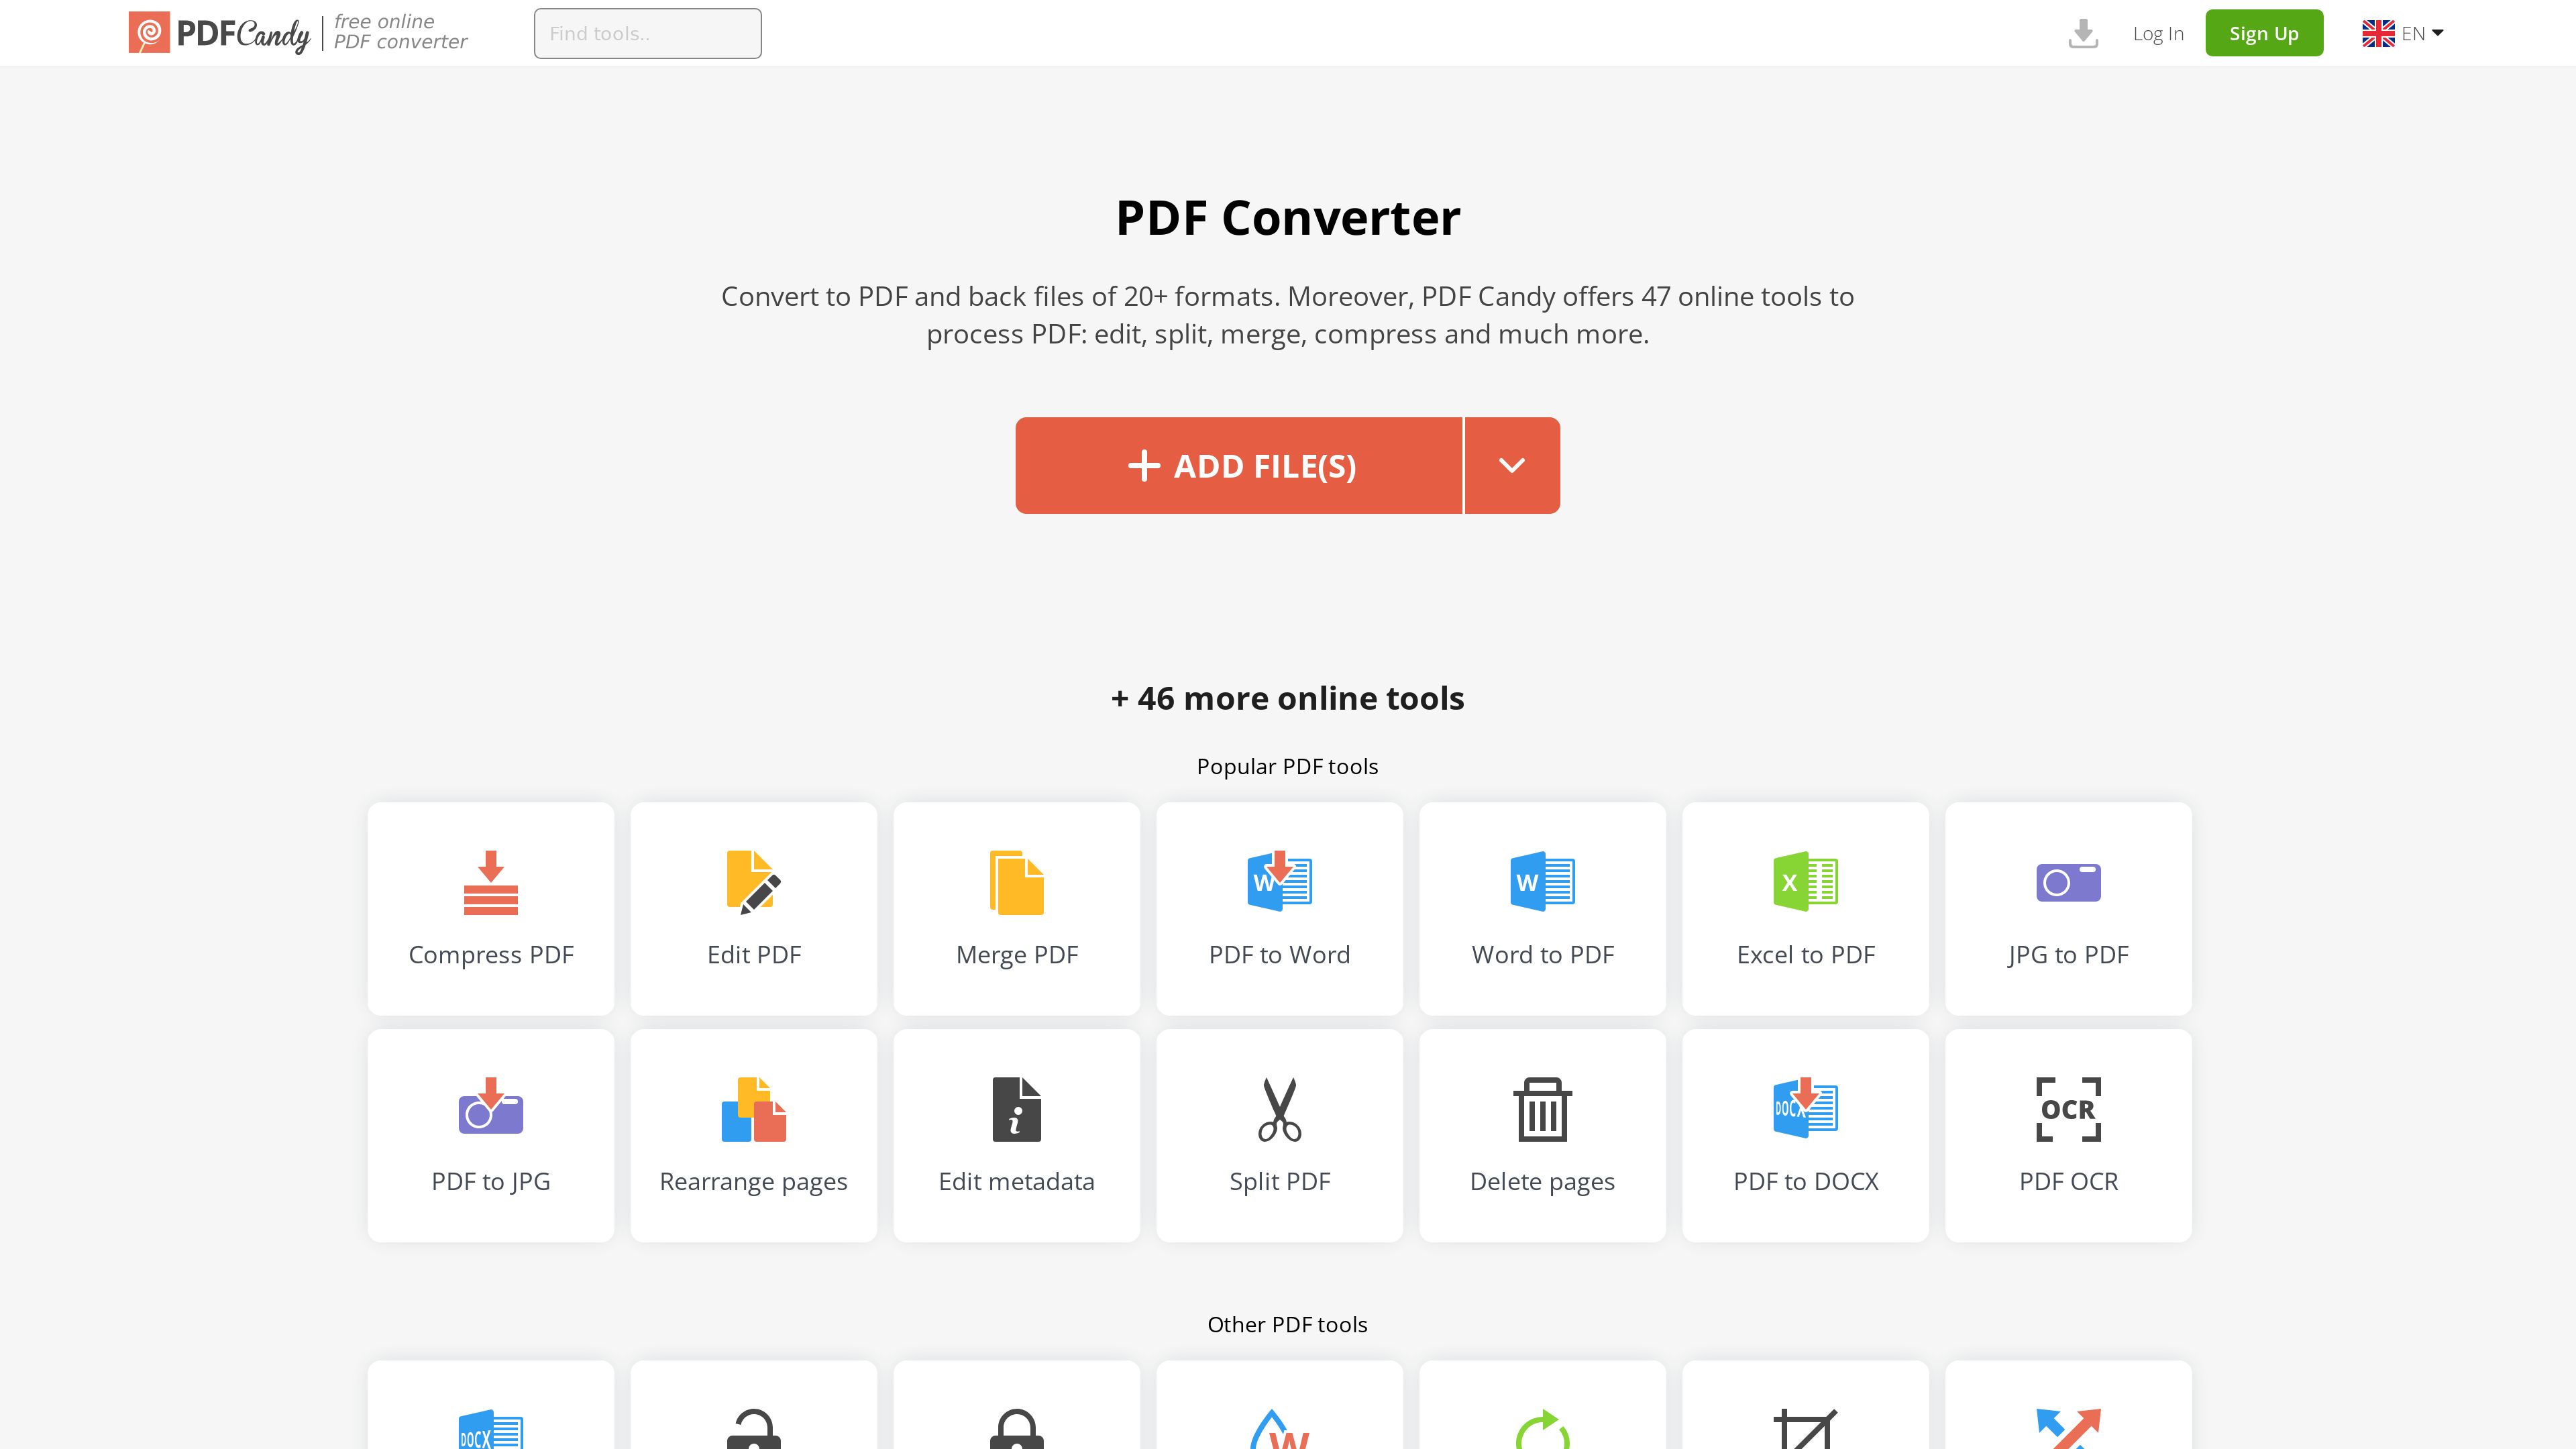 PDFCandy
free online
PDF converter
Find tools..
Log In
Sign Up
EN
PDF Converter
Convert to PDF and back files of 20+ formats. Moreover, PDF Candy offers 47 online tools to
process PDF: edit, split, merge, compress and much more.
ADD FILE(S)
+ 46 more online tools
Popular PDF tools
W
W
X
Compress PDF
Edit PDF
Merge PDF
PDF to Word
Word to PDF
Excel to PDF
JPG to PDF
i
DOCX
OCR
PDF to JPG
Rearrange pages
Edit metadata
Split PDF
Delete pages
PDF to DOCX
PDF OCR
Other PDF tools
DOCX
W